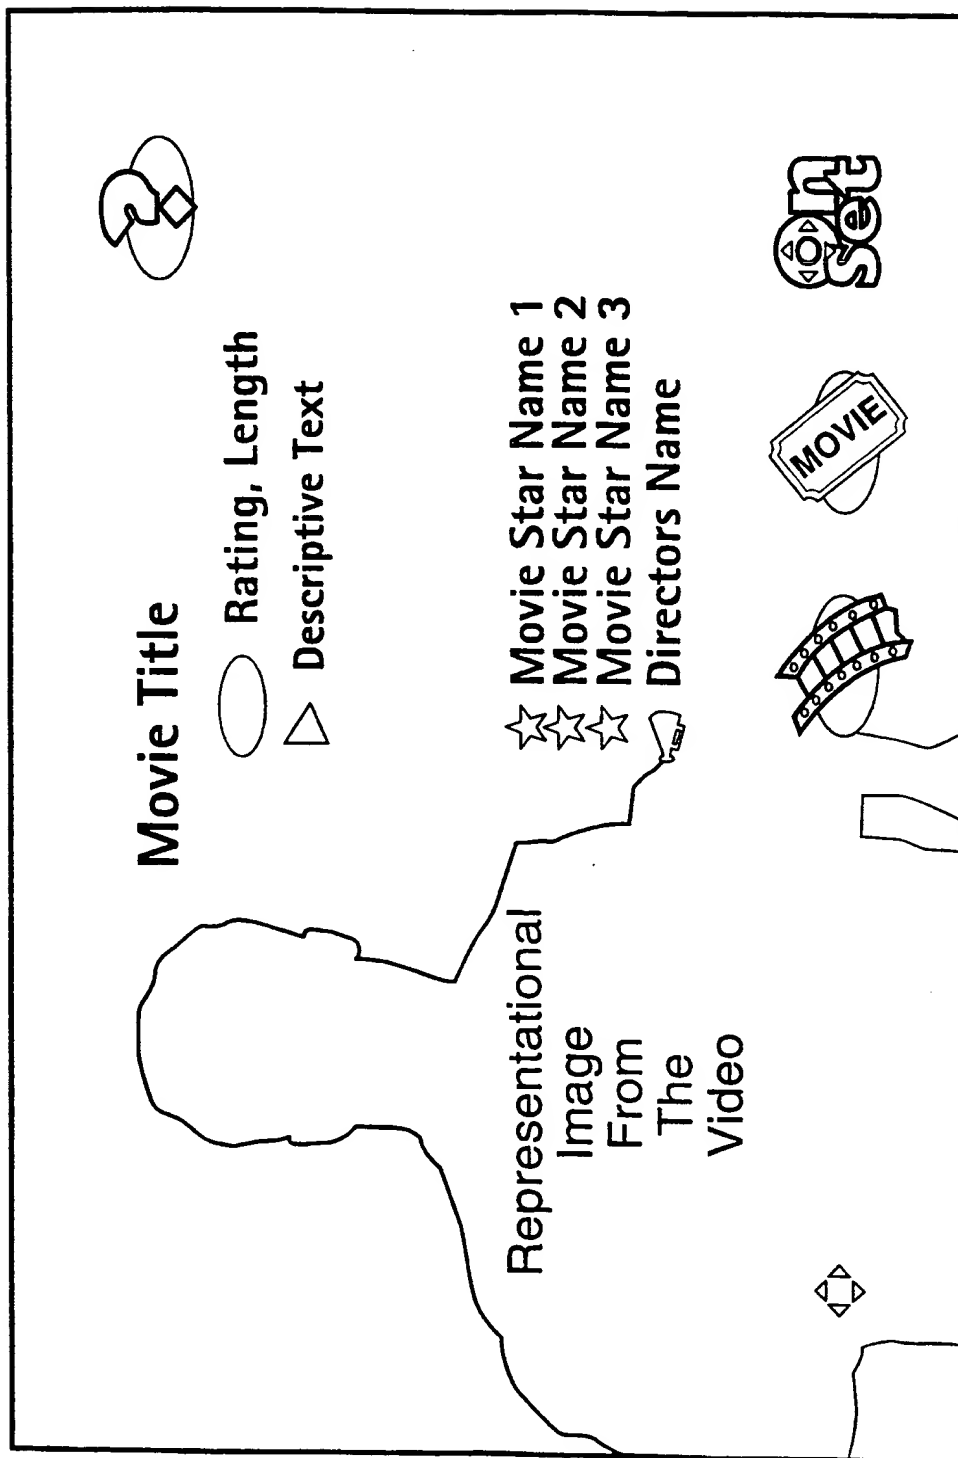 Movie Title
?
Rating, Length
Descriptive Text
Representational
Image
From
The
Video
Movie Star Name 1
Movie Star Name 2
Movie Star Name 3
Directors Name
MOVIE
on
set